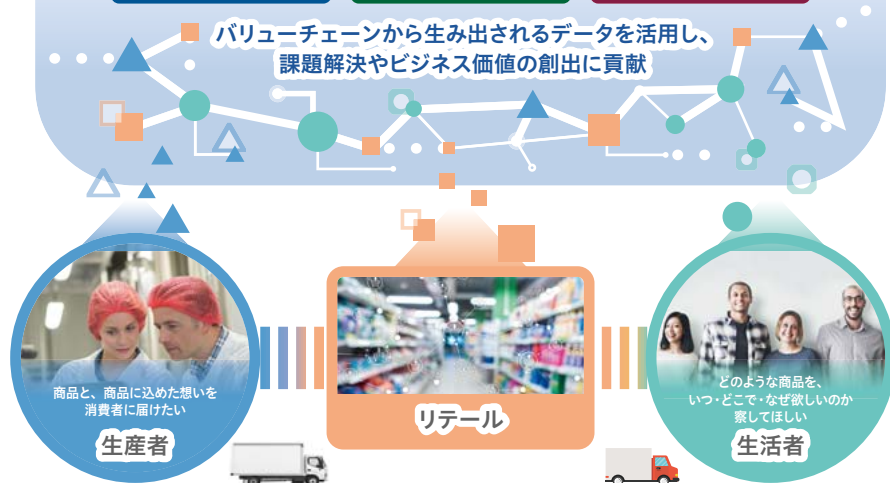 バリューチェーンから生み出されるデータを活用し、
課題解決やビジネス価値の創出に貢献
商品と、商品に込めた想いを
消費者に届けたい
生産者
リテール
どのような商品を、
いつ・どこで・なぜ欲しいのか
察してほしい
生活者